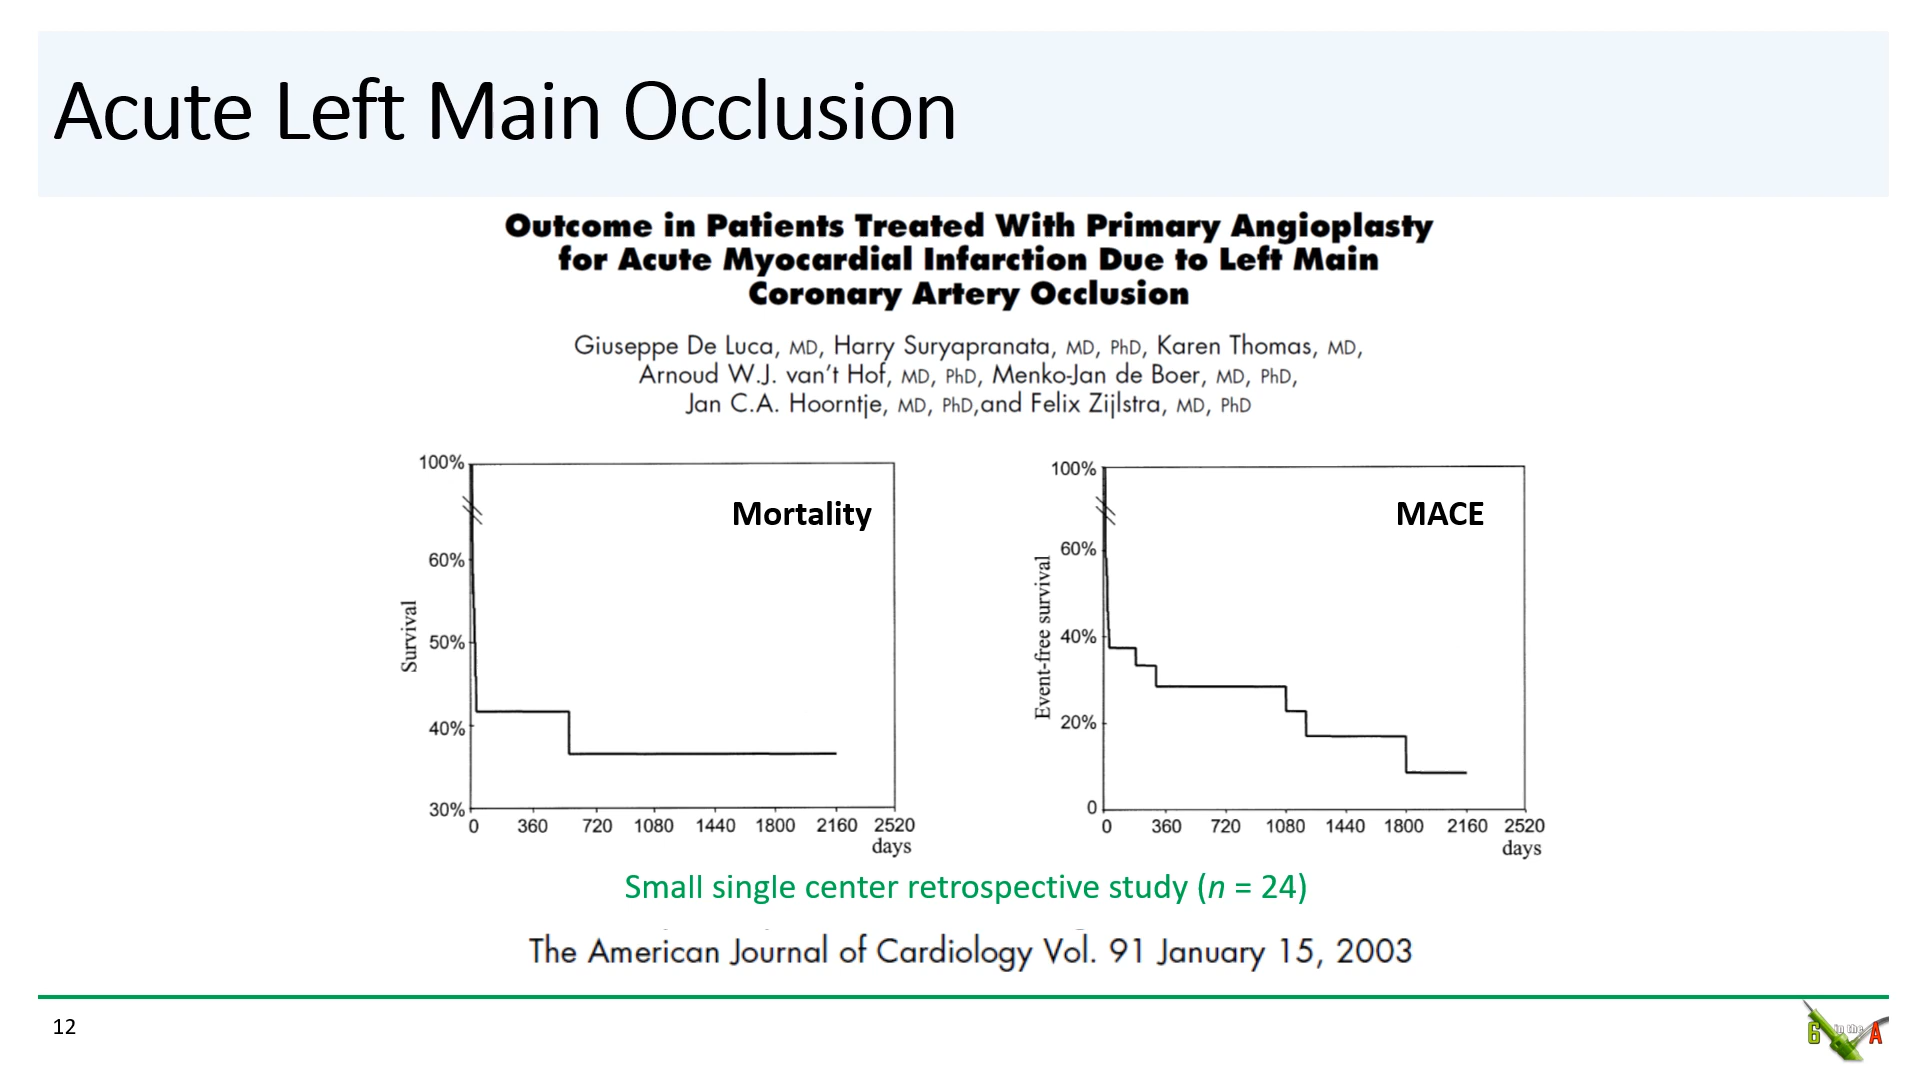 Acute Left Main Occlusion
Outcome in Patients Treated With Primary Angioplasty
for Acute Myocardial Infarction Due to Left Main
Coronary Artery Occlusion
Giuseppe De Luca, MD, Harry Suryapranata, MD, PhD, Karen Thomas, MD,
Arnoud W.J. van't Hof, MD, PhD, Menko-Jan de Boer, MD, PhD,
Jan C.A. Hoorntje, MD, PhD,and Felix Zijlstra, MD, PhD
Mortality
Survival
100%
60%
50%
40%
30%
0 360 720 1080 1440 1800 2160 2520
days
MACE
Event-free survival
100%
60%
40%
20%
0
0 360 720 1080 1440 1800 2160 2520
days
Small single center retrospective study (n = 24)
The American Journal of Cardiology Vol. 91 January 15, 2003
12
6 in the A